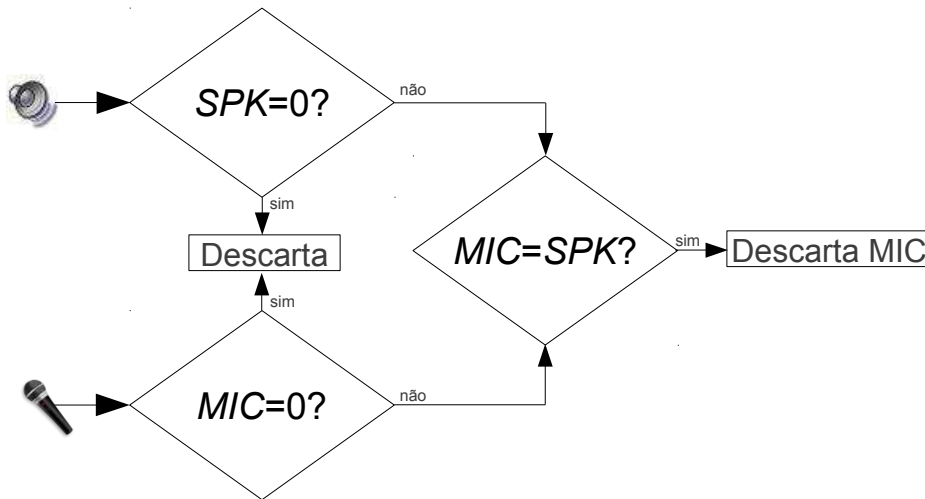 não
SPK=0?
sim
Descarta
MIC=SPK?
sim
Descarta MIC
sim
não
MIC=0?